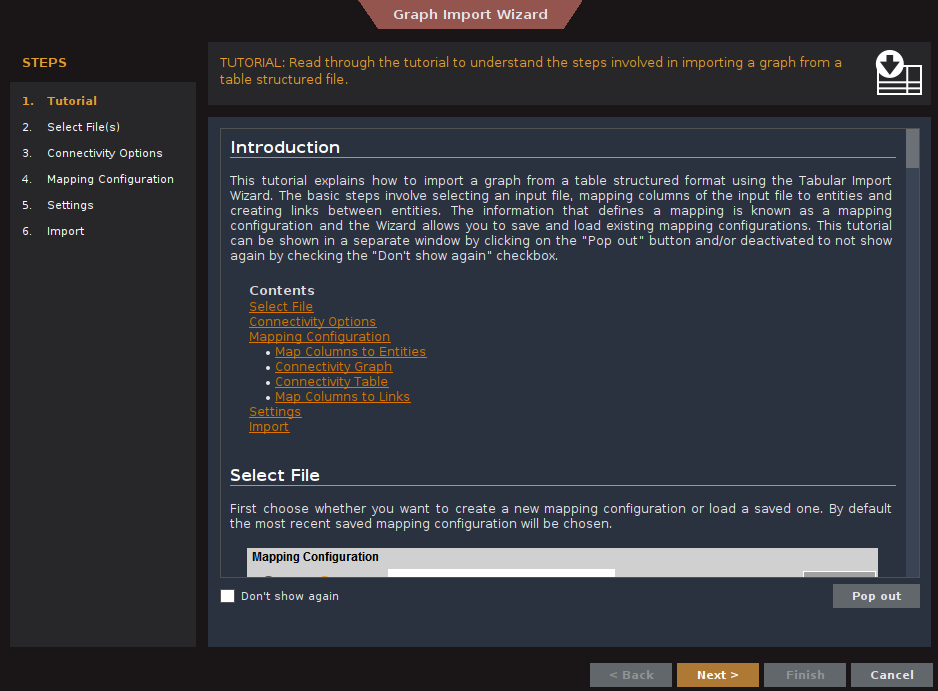 Graph Import Wizard
STEPS
1. Tutorial
2. Select File(s)
3. Connectivity Options
4. Mapping Configuration
5. Settings
6. Import
TUTORIAL: Read through the tutorial to understand the steps involved in importing a graph from a
table structured file.
Introduction
This tutorial explains how to import a graph from a table structured format using the Tabular Import
Wizard. The basic steps involve selecting an input file, mapping columns of the input file to entities and
creating links between entities. The information that defines a mapping is known as a mapping
configuration and the Wizard allows you to save and load existing mapping configurations. This tutorial
can be shown in a separate window by clicking on the "Pop out" button and/or deactivated to not show
again by checking the "Don't show again" checkbox.
Contents
Select File
Connectivity Options
Mapping Configuration
• Map Columns to Entities
• Connectivity Graph
• Connectivity Table
• Map Columns to Links
Settings
Import
Select File
First choose whether you want to create a new mapping configuration or load a saved one. By default
the most recent saved mapping configuration will be chosen.
Mapping Configuration
Don't show again
Pop out
< Back
Next >
Finish
Cancel